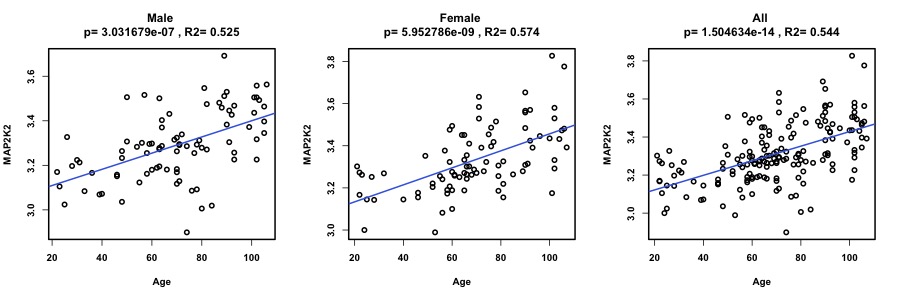 Male
p= 3.031679e-07 , R2= 0.525
MAP2K2
3.0 3.2 3.4 3.6
20 40 60 80 100
Age
Female
p= 5.952786e-09 , R2= 0.574
MAP2K2
3.0 3.2 3.4 3.6 3.8
20 40 60 80 100
Age
All
p= 1.504634e-14 , R2= 0.544
MAP2K2
3.0 3.2 3.4 3.6 3.8
20 40 60 80 100
Age